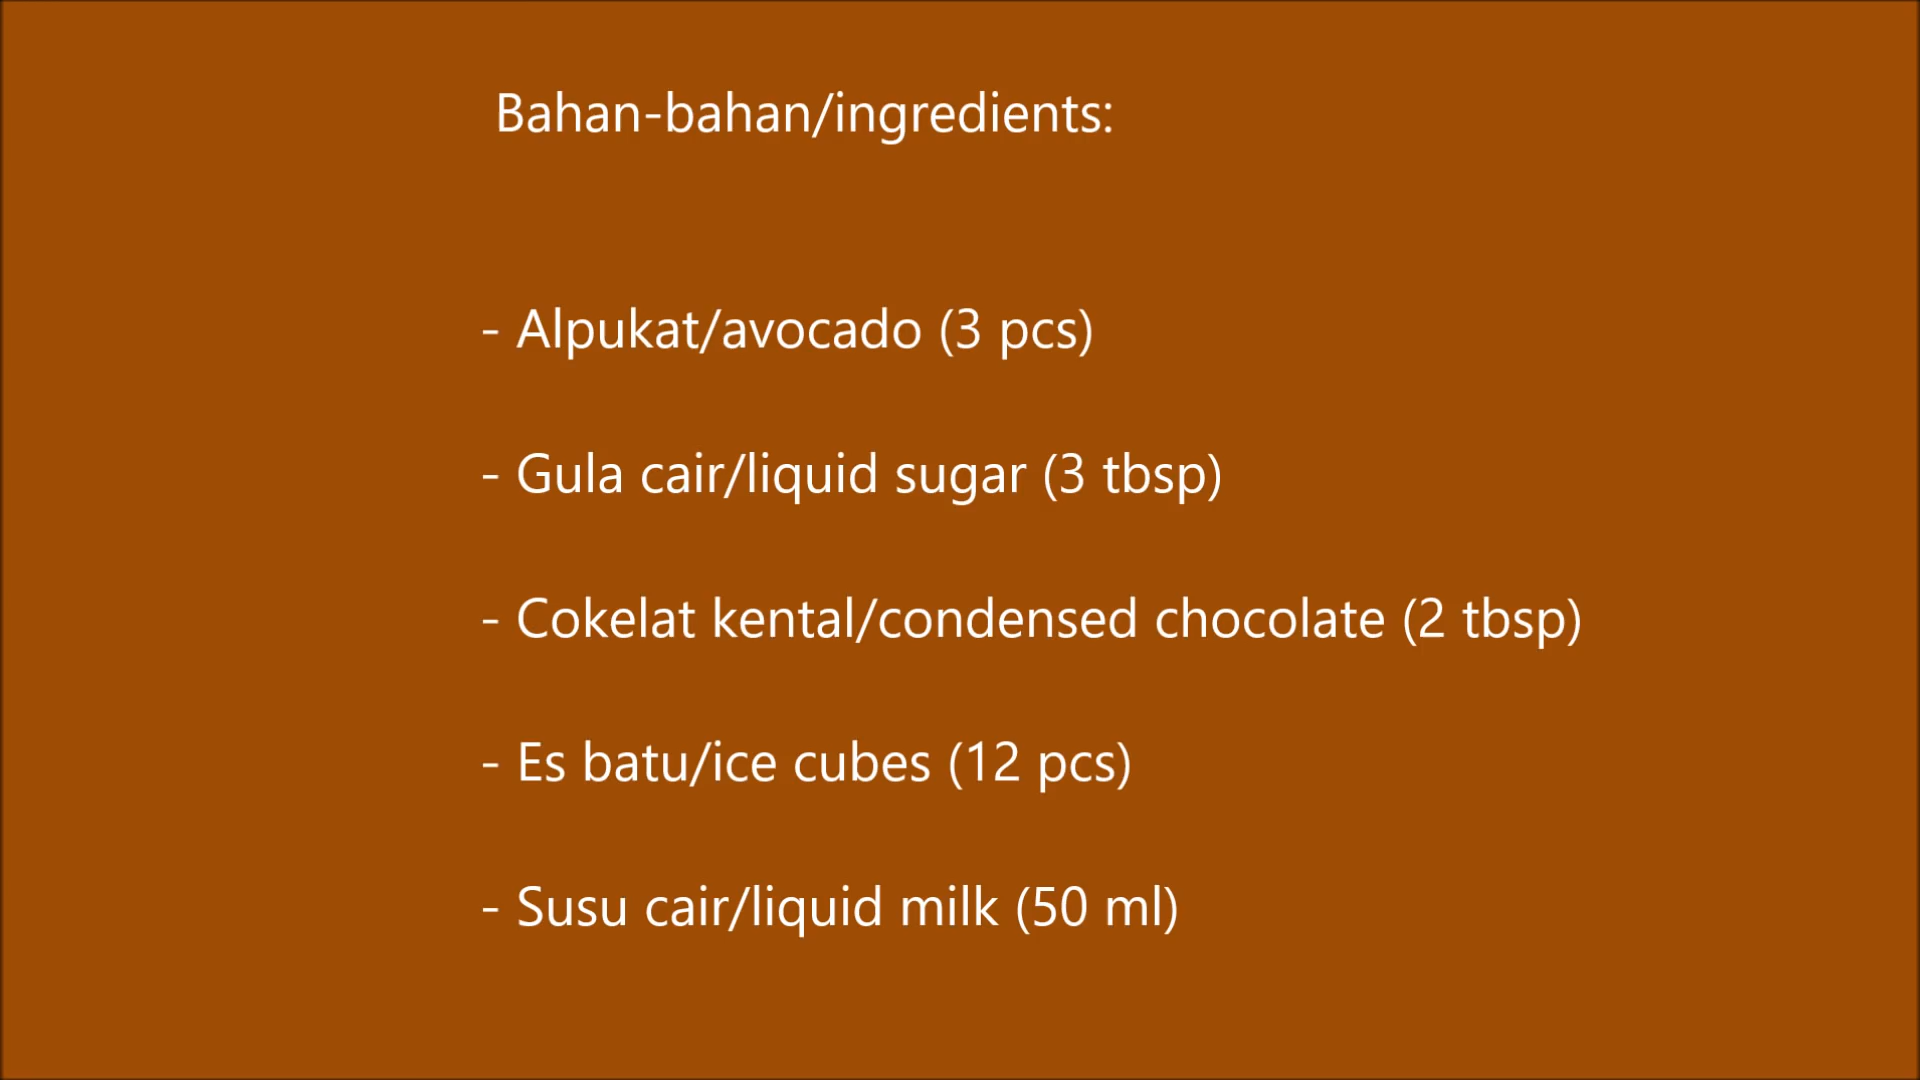 Bahan-bahan/ingredients:
- Alpukat/avocado (3 pcs)
- Gula cair/liquid sugar (3 tbsp)
- Cokelat kental/condensed chocolate (2 tbsp)
- Es batu/ice cubes (12 pcs)
- Susu cair/liquid milk (50 ml)